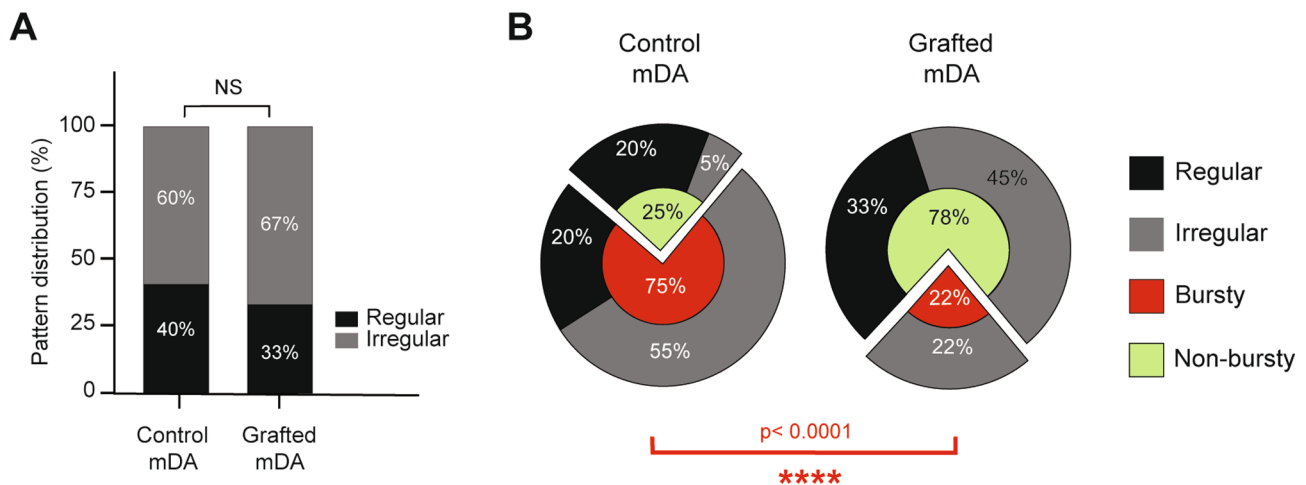 A
NS
Pattern distribution (%)
100
75
50
25
0
60%
40%
67%
33%
Control
mDA
Grafted
mDA
Regular
Irregular
B
Control
mDA
20%
5%
25%
20%
75%
55%
Grafted
mDA
33%
45%
78%
22%
22%
Regular
Irregular
Bursty
Non-bursty
p< 0.0001
****